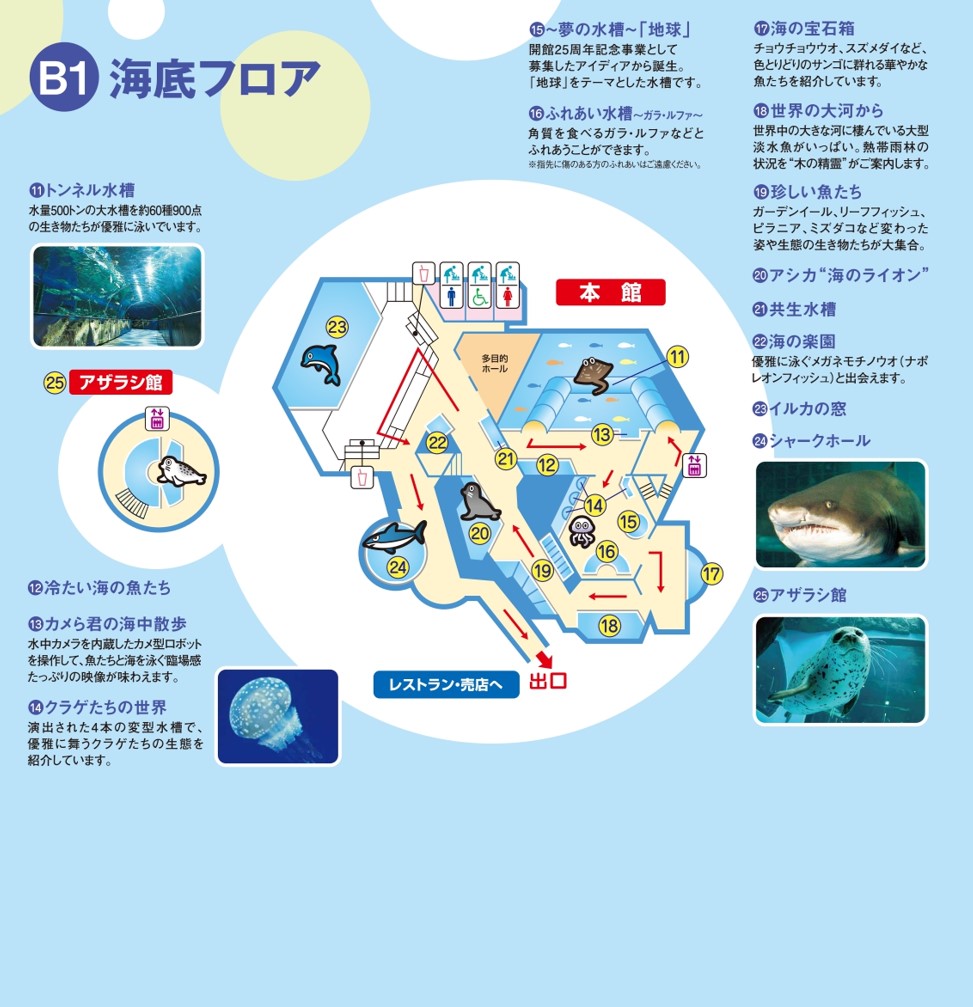 B1 海底フロア
⑪トンネル水槽
水量500トンの大水槽を約60種900点
の生き物たちが優雅に泳いでいます。
㉕ アザラシ館
⑫冷たい海の魚たち
⑬カメら君の海中散歩
水中カメラを内蔵したカメ型ロボット
を操作して、魚たちと海を泳ぐ臨場感
たっぷりの映像が味わえます。
⑭クラゲたちの世界
演出された4本の変型水槽で、
優雅に舞うクラゲたちの生態を
紹介しています。
⑮〜夢の水槽〜「地球」
開館25周年記念事業として
募集したアイディアから誕生。
「地球」をテーマとした水槽です。
⑯ふれあい水槽〜ガラ・ルファ〜
角質を食べるガラ・ルファなどと
ふれあうことができます。
※指先に傷のある方のふれあいはご遠慮ください。
⑰海の宝石箱
チョウチョウウオ、スズメダイなど、
色とりどりのサンゴに群れる華やかな
魚たちを紹介しています。
⑱世界の大河から
世界中の大きな河に棲んでいる大型
淡水魚がいっぱい。熱帯雨林の
状況を“木の精霊”がご案内します。
⑲珍しい魚たち
ガーデンイール、リーフフィッシュ、
ピラニア、ミズダコなど変わった
姿や生態の生き物たちが大集合。
⑳アシカ“海のライオン”
㉑共生水槽
㉒海の楽園
優雅に泳ぐメガネモチノウオ(ナポ
レオンフィッシュ)と出会えます。
㉓イルカの窓
㉔シャークホール
㉕アザラシ館
本館
㉓
多目的
ホール
⑪
㉒
㉑
⑫
⑬
⑭
⑮
⑳
⑯
㉔
⑲
⑰
⑱
レストラン・売店へ
出口